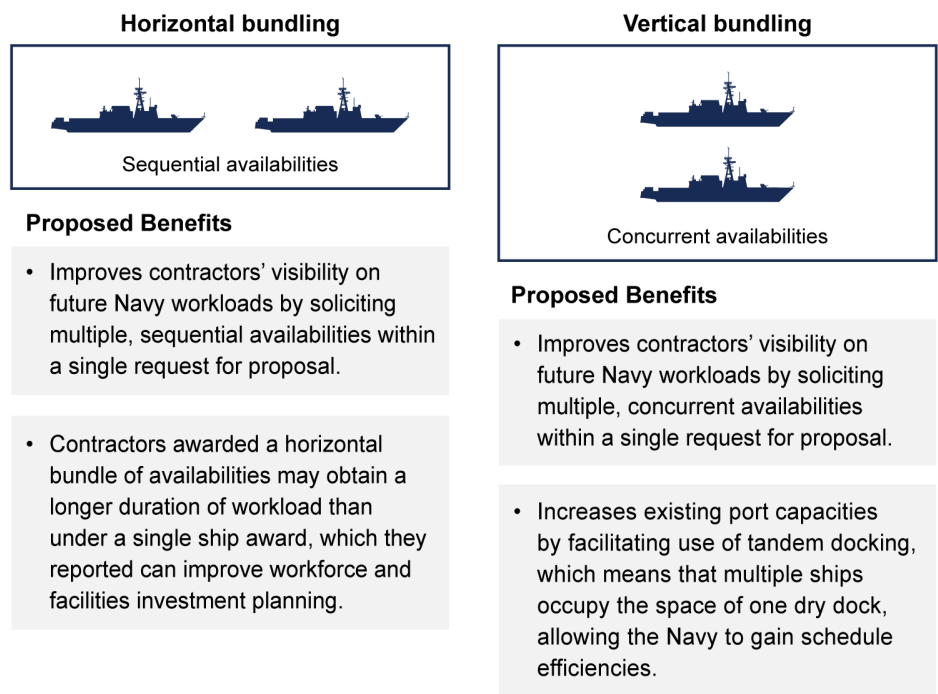 Horizontal bundling
Sequential availabilities
Proposed Benefits
• Improves contractors’ visibility on
future Navy workloads by soliciting
multiple, sequential availabilities within
a single request for proposal.
• Contractors awarded a horizontal
bundle of availabilities may obtain a
longer duration of workload than
under a single ship award, which they
reported can improve workforce and
facilities investment planning.
Vertical bundling
Concurrent availabilities
Proposed Benefits
• Improves contractors’ visibility on
future Navy workloads by soliciting
multiple, concurrent availabilities
within a single request for proposal.
• Increases existing port capacities
by facilitating use of tandem docking,
which means that multiple ships
occupy the space of one dry dock,
allowing the Navy to gain schedule
efficiencies.